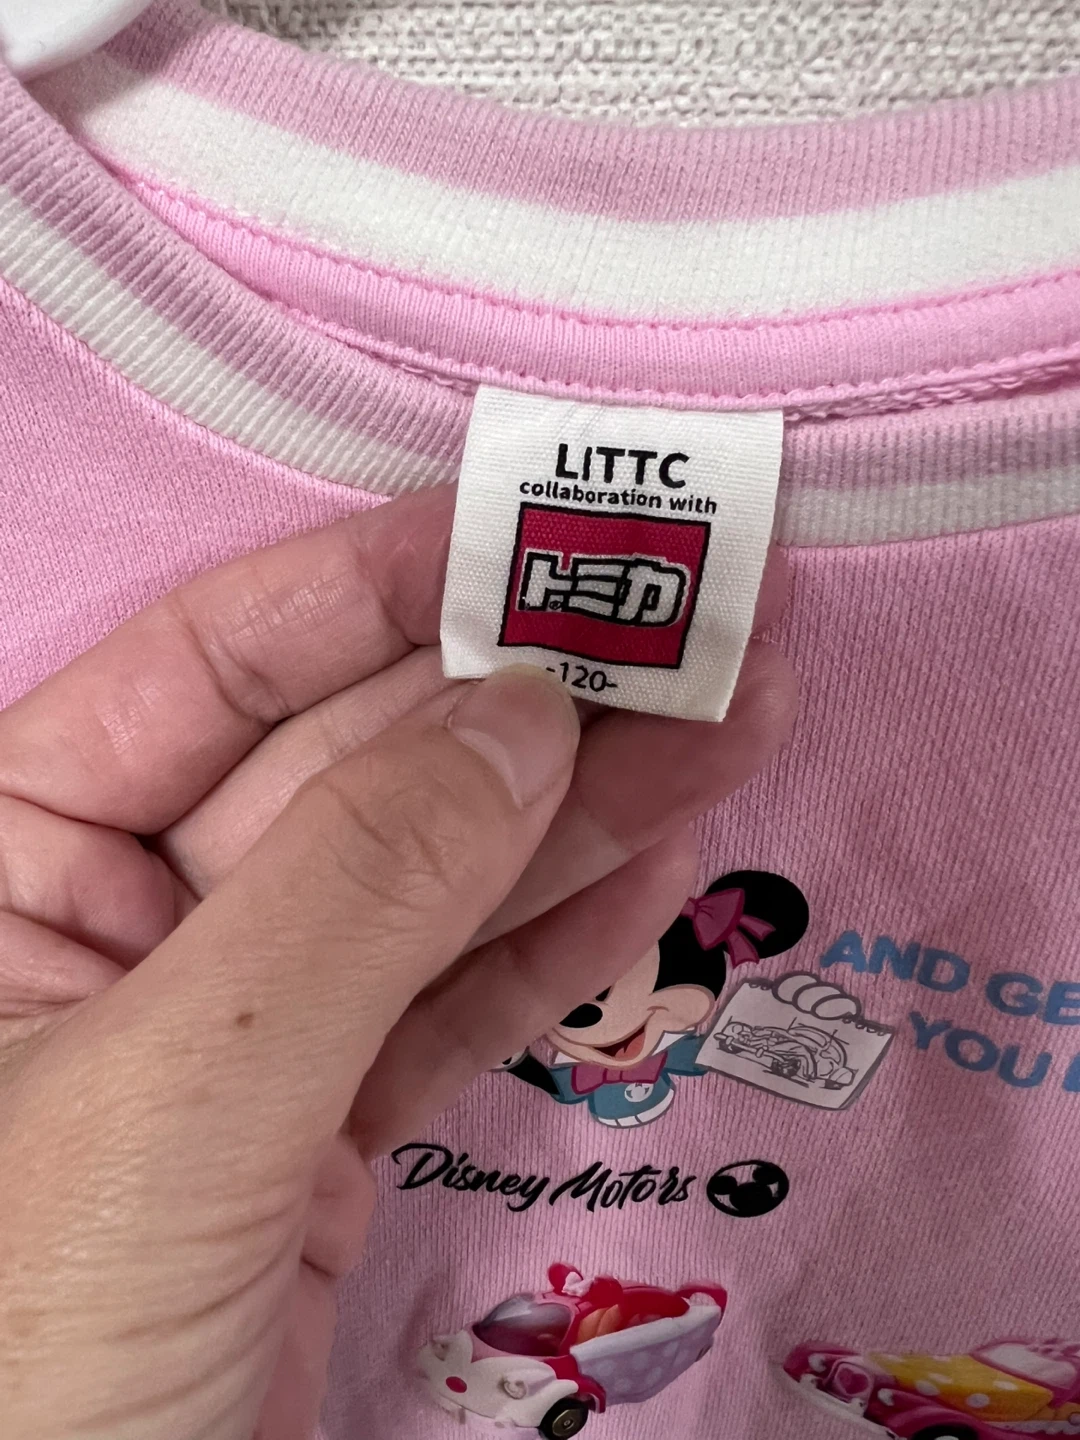 LITTC
collaboration with
トミカ
-120-
AND GE
YOU
Disney Motors